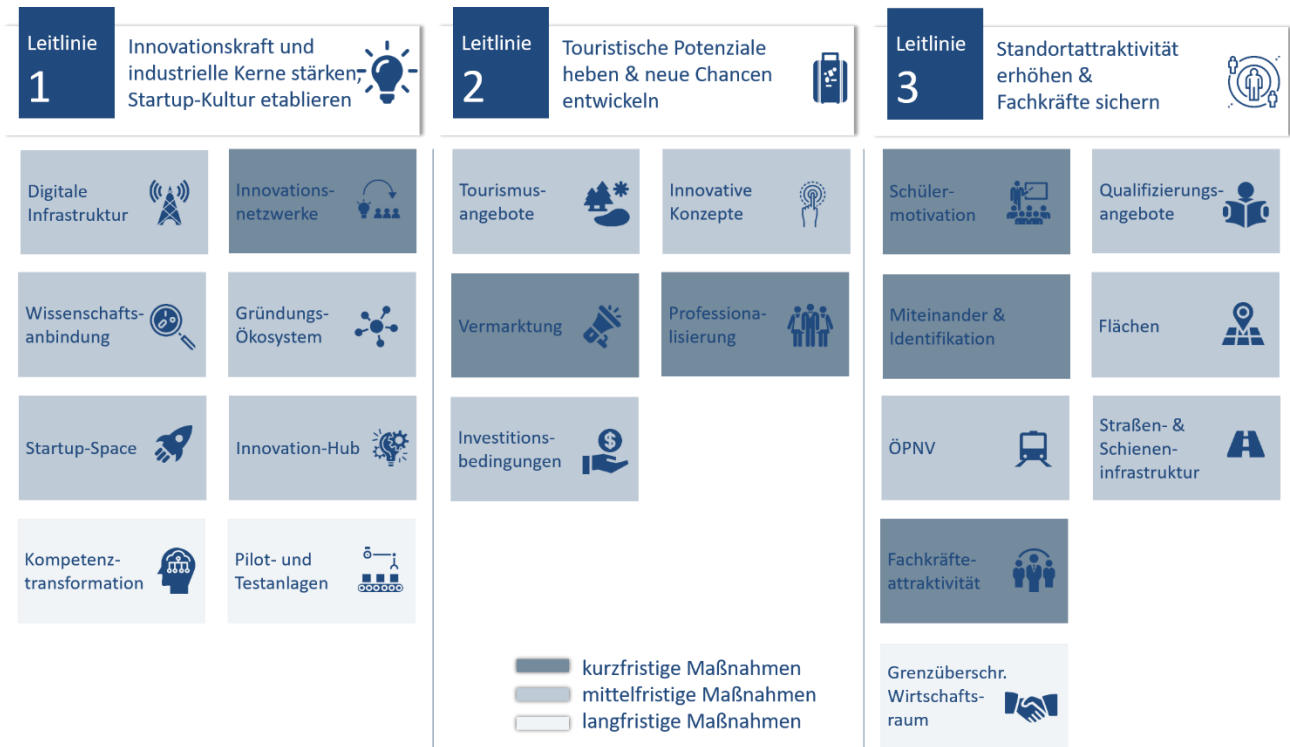 Leitlinie
1
Innovationskraft und
industrielle Kerne stärken,
Startup-Kultur etablieren
Digitale
Infrastruktur
Innovations-
netzwerke
Wissenschafts-
anbindung
Gründungs-
Ökosystem
Startup-Space
Innovation-Hub
Kompetenz-
transformation
Pilot- und
Testanlagen
Leitlinie
2
Touristische Potenziale
heben & neue Chancen
entwickeln
Tourismus-
angebote
Innovative
Konzepte
Vermarktung
Professiona-
lisierung
Investitions-
bedingungen
kurzfristige Maßnahmen
mittelfristige Maßnahmen
langfristige Maßnahmen
Leitlinie
3
Standortattraktivität
erhöhen &
Fachkräfte sichern
Schüler-
motivation
Qualifizierungs-
angebote
Miteinander &
Identifikation
Flächen
ÖPNV
Straßen- &
Schienen-
infrastruktur
Fachkräfte-
attraktivität
Grenzüberschr.
Wirtschafts-
raum